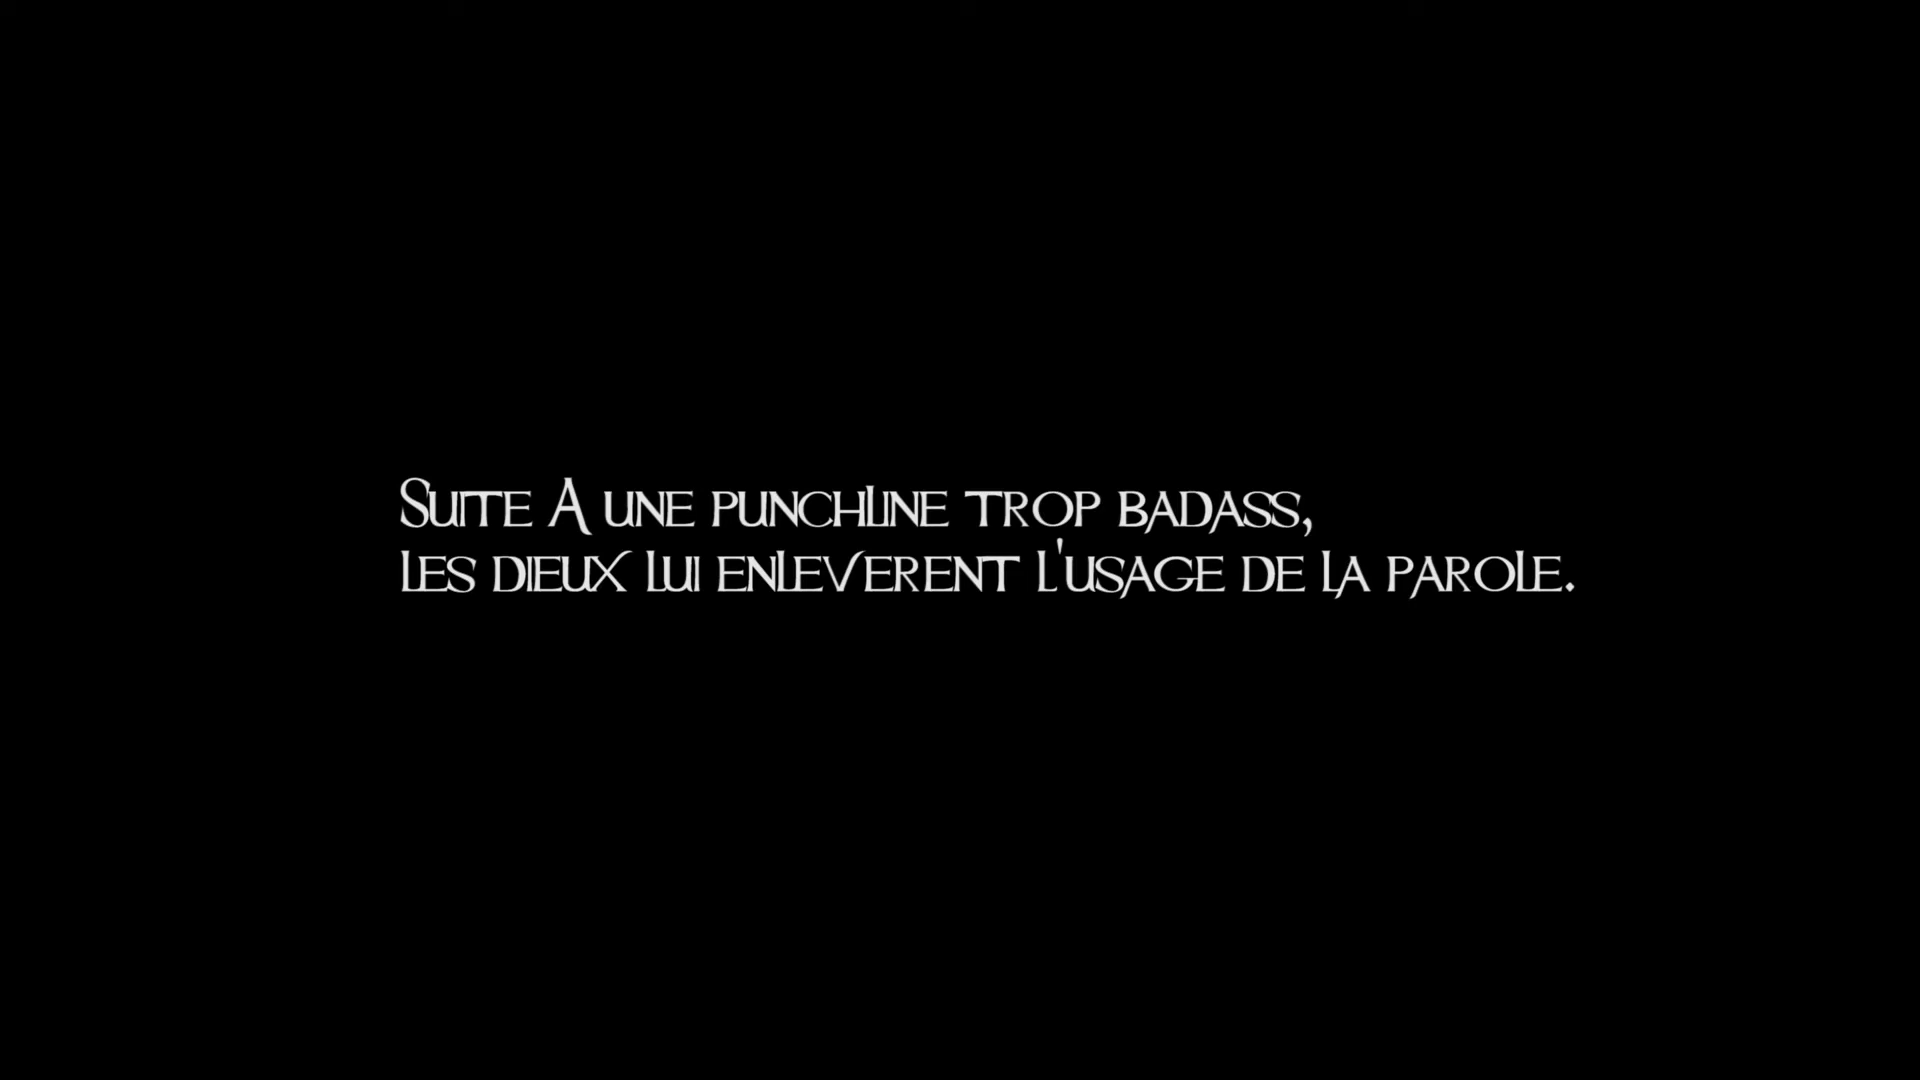 Suite A une punchline trop badass,
les dieux lui enleverent l'usage de la parole.